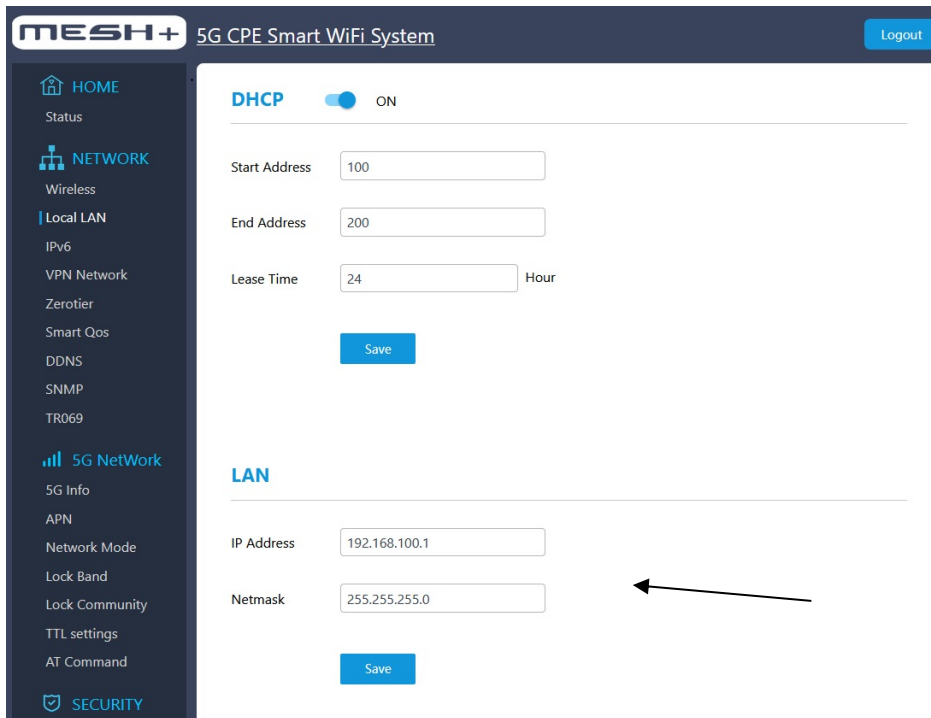 MESH+ 5G CPE Smart WiFi System Logout
HOME
Status
NETWORK
Wireless
Local LAN
IPv6
VPN Network
Zerotier
Smart Qos
DDNS
SNMP
TR069
5G NetWork
5G Info
APN
Network Mode
Lock Band
Lock Community
TTL settings
AT Command
SECURITY
DHCP ON
Start Address 100
End Address 200
Lease Time 24 Hour
Save
LAN
IP Address 192.168.100.1
Netmask 255.255.255.0
Save